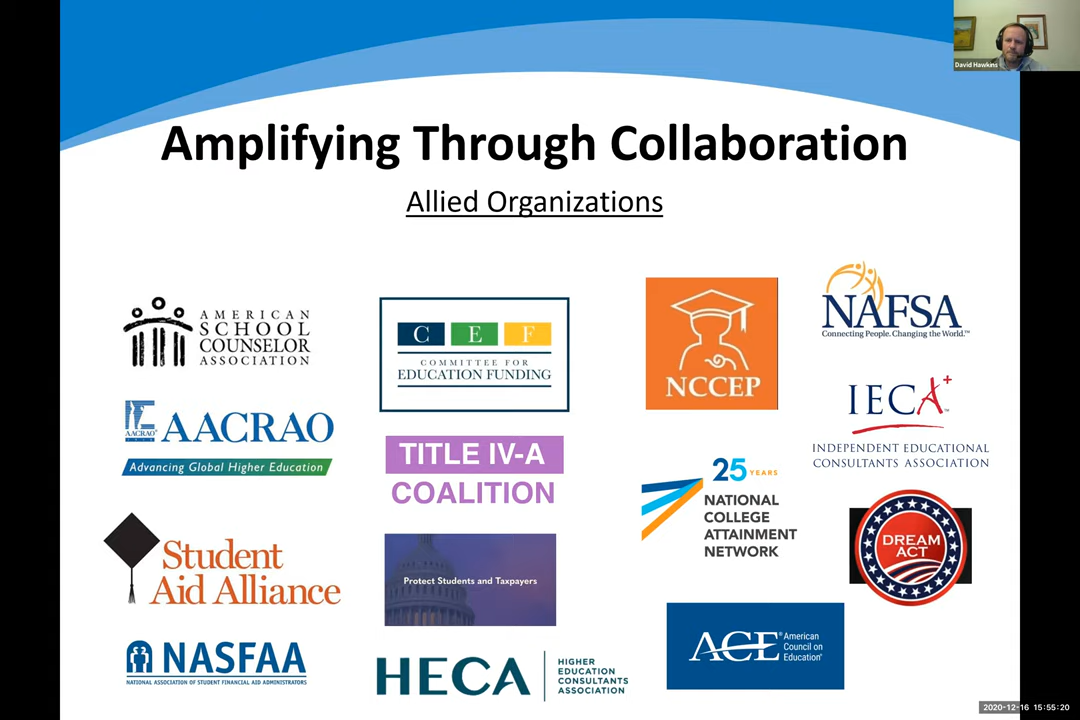 David Hawkins
Amplifying Through Collaboration
Allied Organizations
AMERICAN
SCHOOL
COUNSELOR
ASSOCIATION
AACRAO
AACRAO
Advancing Global Higher Education
Student
Aid Alliance
NASFAA
NATIONAL ASSOCIATION OF STUDENT FINANCIAL AID ADMINISTRATORS
C E F
COMMITTEE FOR
EDUCATION FUNDING
TITLE IV-A
COALITION
Protect Students and Taxpayers
HECA
HIGHER
EDUCATION
CONSULTANTS
ASSOCIATION
NCCEP
25 YEARS
NATIONAL
COLLEGE
ATTAINMENT
NETWORK
ACE®
American
Council on
Education®
NAFSA
Connecting People. Changing the World.™
IECA+™
INDEPENDENT EDUCATIONAL
CONSULTANTS ASSOCIATION
DREAM
ACT
2020-12-16 15:55:20